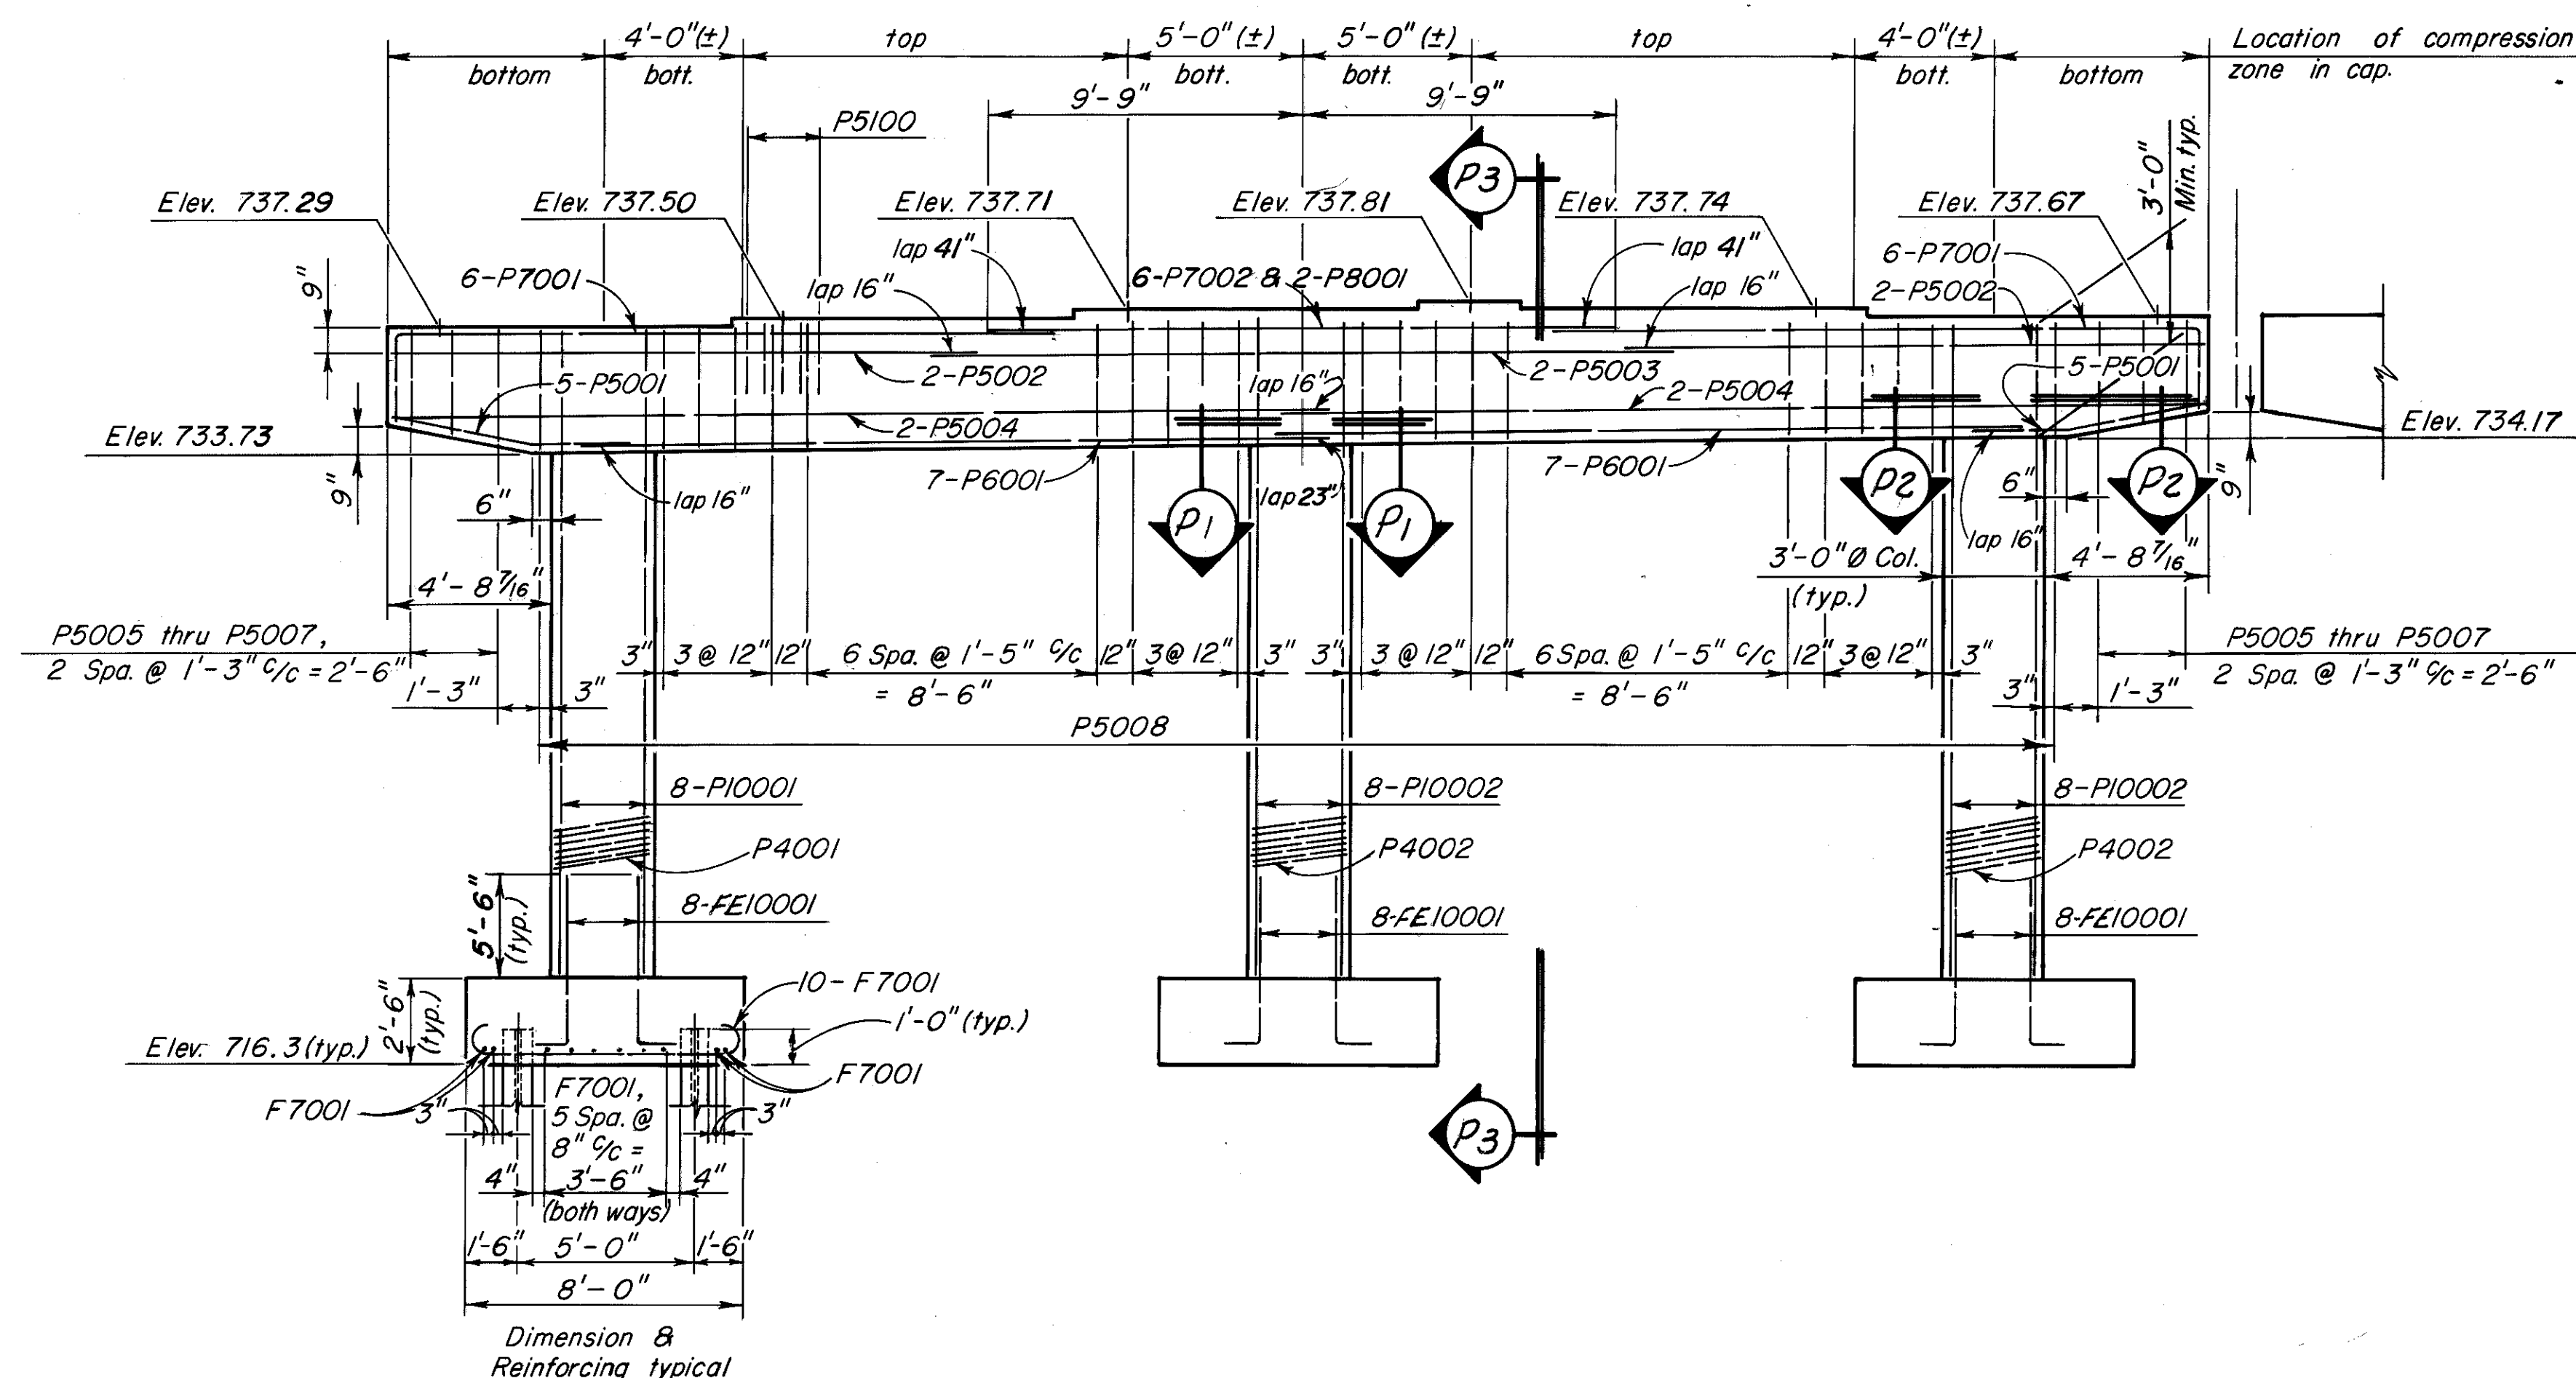 4'-0"(±) top 5'-0"(±) 5'-0"(±) top 4'-0"(±) Location of compression
bottom bott. bott. bott. bott. bottom zone in cap.
9'-9" 9'-9"
P5100
3'-0"
Min. typ.
P3
Elev. 737.29 Elev. 737.50 Elev. 737.71 Elev. 737.81 Elev. 737.74 Elev. 737.67
lap 41" lap 41"
9" 6-P7001 lap 16" 6-P7002 & 2-P8001 lap 16" 6-P7001
2-P5002
5-P5001 2-P5002 lap 16" 2-P5003 2-P5004 5-P5001
Elev. 733.73 2-P5004 Elev. 734.17
9" 7-P6001 7-P6001 9"
6" lap 16" lap 23" 6"
P1 P1 P2 P2
lap 16"
4'-8 7/16" 3'-0"Ø Col. 4'-8 7/16"
(typ.)
P5005 thru P5007, P5005 thru P5007
2 Spa. @ 1'-3" c/c = 2'-6" 2 Spa. @ 1'-3" c/c = 2'-6"
3" 3 @ 12" 12" 6 Spa. @ 1'-5" c/c 12" 3@12" 3" 3" 3 @ 12" 12" 6 Spa. @ 1'-5" c/c 12" 3@12" 3"
= 8'-6" = 8'-6"
1'-3" 3" 3" 1'-3"
P5008
8-P10001 8-P10002 8-P10002
P4001 P4002 P4002
5'-6"
(typ.)
8-FE10001 8-FE10001 8-FE10001
10-F7001
2'-6"
(typ.)
1'-0" (typ.)
Elev. 716.3 (typ.)
F7001 F7001
3" F7001, 3"
5 Spa. @
8" c/c =
4" 3'-6" 4"
(both ways)
P3
1'-6" 5'-0" 1'-6"
8'-0"
Dimension &
Reinforcing typical